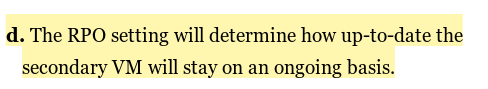 d. The RPO setting will determine how up-to-date the
secondary VM will stay on an ongoing basis.